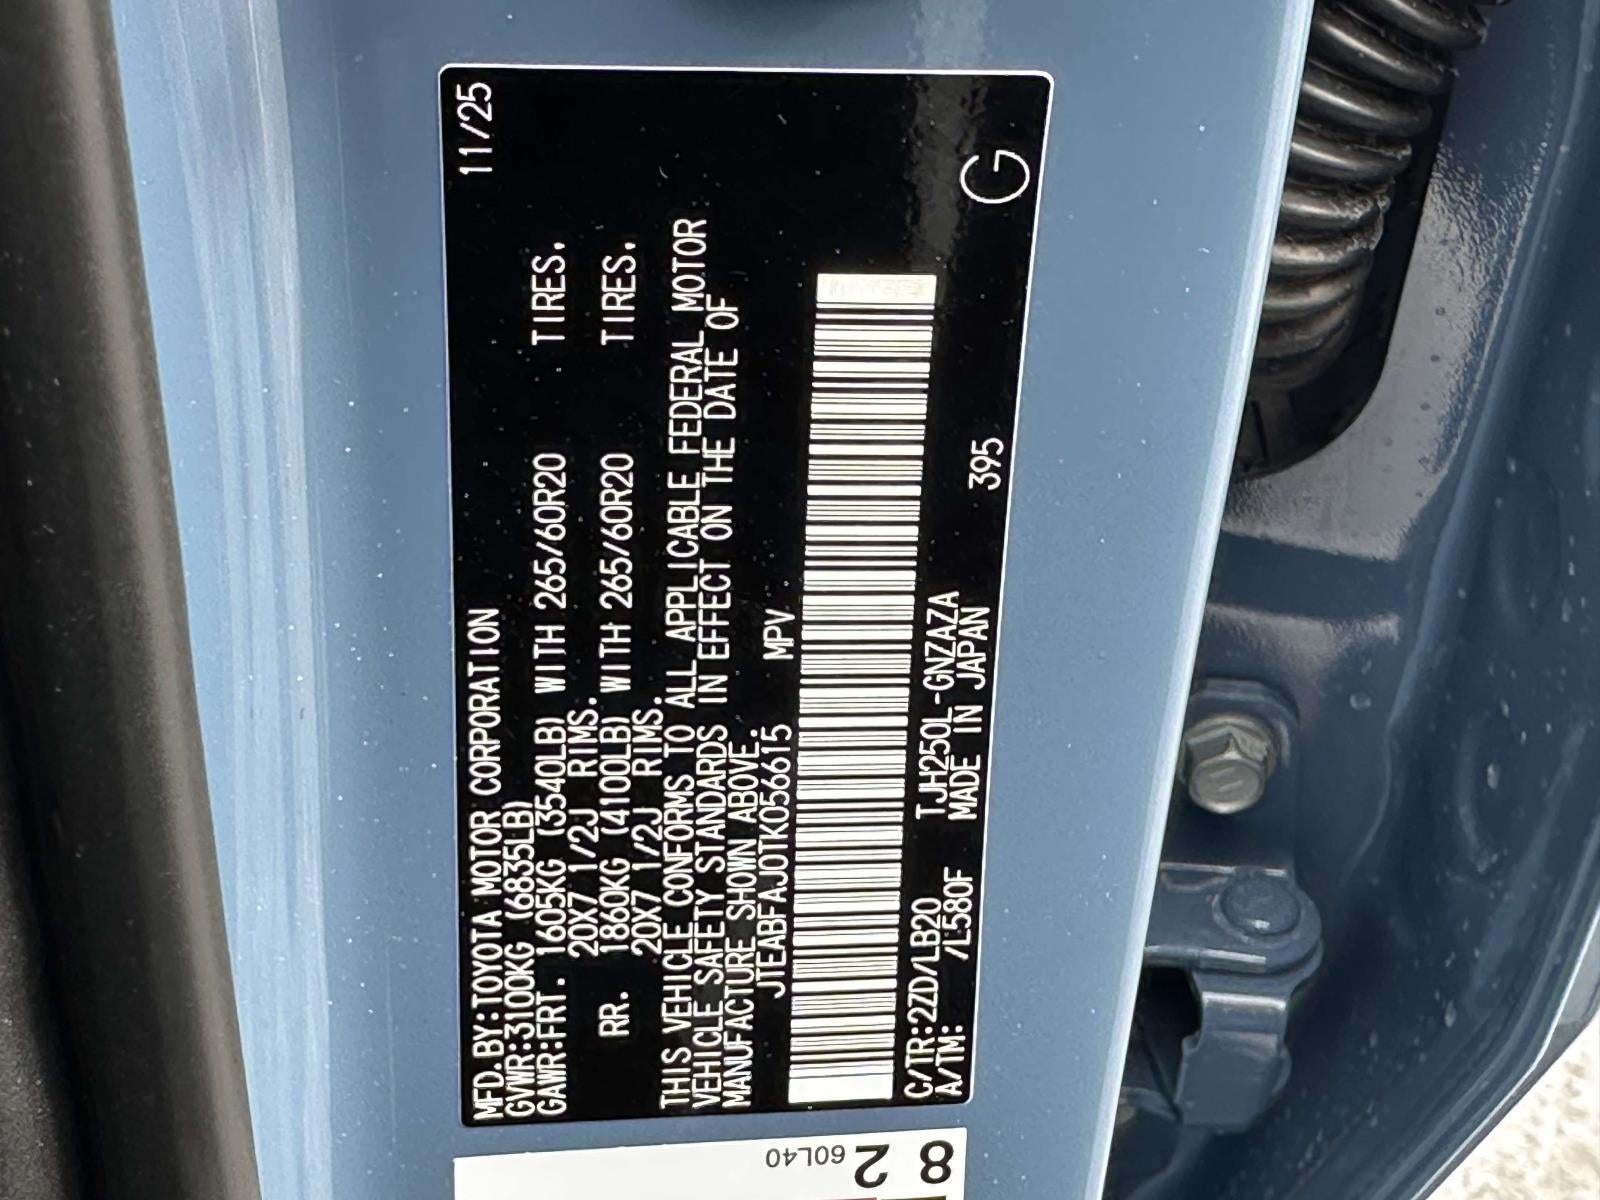 MFD.BY:TOYOTA MOTOR CORPORATION 11/25
GVWR:3100KG (6835LB)
GAWR:FRT. 1605KG (3540LB) WITH 265/60R20 TIRES.
20X7 1/2J RIMS.
RR. 1860KG (4100LB) WITH 265/60R20 TIRES.
20X7 1/2J RIMS.
THIS VEHICLE CONFORMS TO ALL APPLICABLE FEDERAL MOTOR
VEHICLE SAFETY STANDARDS IN EFFECT ON THE DATE OF
MANUFACTURE SHOWN ABOVE.
JTEABFAJ0TK056615 MPV
C/TR:2ZD/LB20 TJH250L-GNZAZA
A/TM: /L580F MADE IN JAPAN 395 G
60L40
82